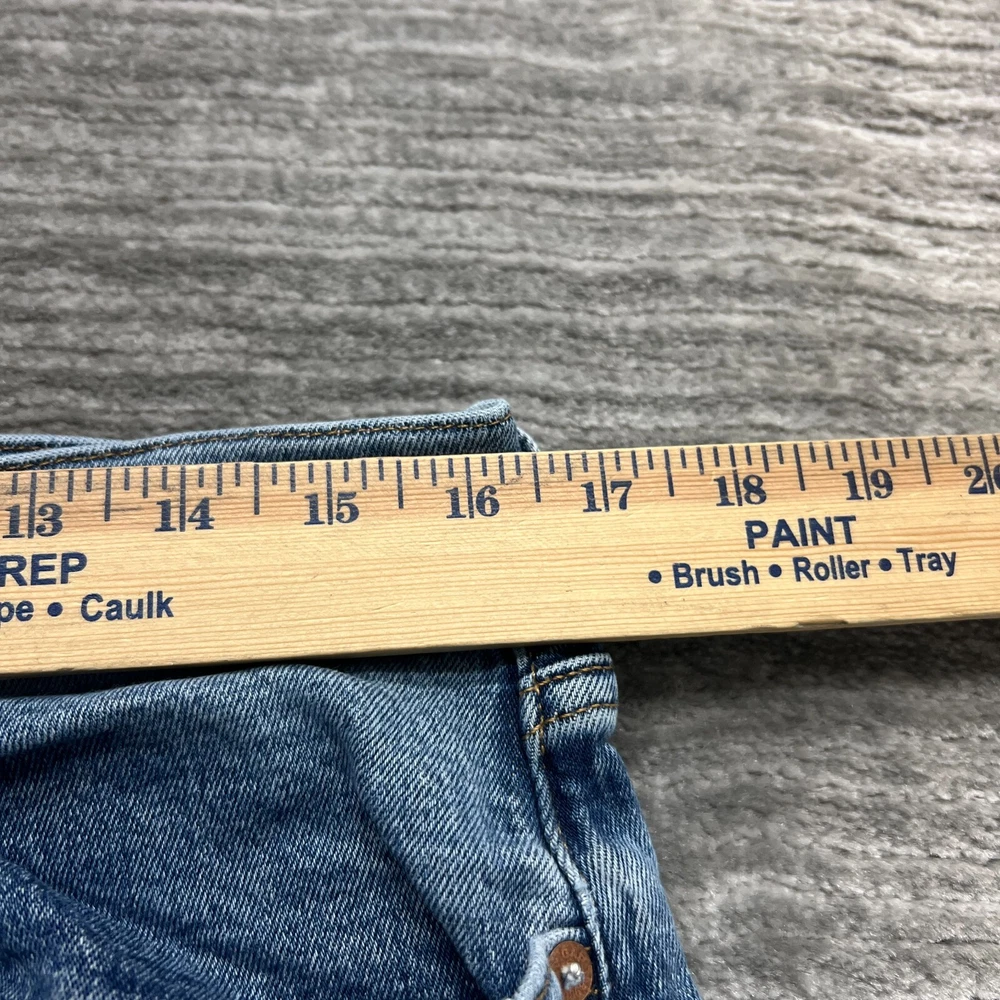 13 14 15 16 17 18 19 20
REP PAINT
pe • Caulk • Brush • Roller • Tray